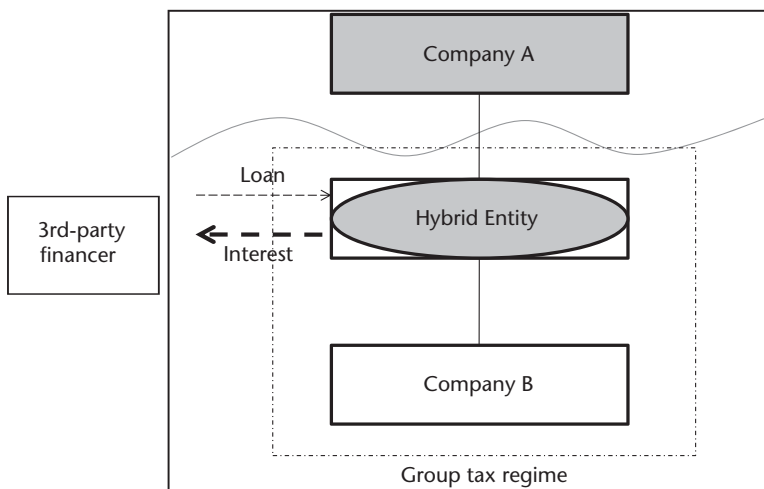 Company A
Loan
Hybrid Entity
3rd-party
financer
Interest
Company B
Group tax regime